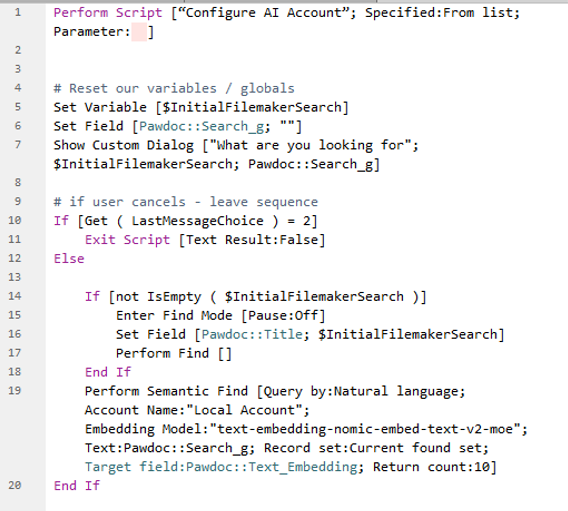 1 Perform Script [“Configure AI Account”; Specified:From list;
Parameter: ]
2
3
4 # Reset our variables / globals
5 Set Variable [$InitialFilemakerSearch]
6 Set Field [Pawdoc::Search_g; ""]
7 Show Custom Dialog ["What are you looking for";
$InitialFilemakerSearch; Pawdoc::Search_g]
8
9 # if user cancels - leave sequence
10 If [Get ( LastMessageChoice ) = 2]
11 Exit Script [Text Result:False]
12 Else
13
14 If [not IsEmpty ( $InitialFilemakerSearch )]
15 Enter Find Mode [Pause:Off]
16 Set Field [Pawdoc::Title; $InitialFilemakerSearch]
17 Perform Find []
18 End If
19 Perform Semantic Find [Query by:Natural language;
Account Name:"Local Account";
Embedding Model:"text-embedding-nomic-embed-text-v2-moe";
Text:Pawdoc::Search_g; Record set:Current found set;
Target field:Pawdoc::Text_Embedding; Return count:10]
20 End If